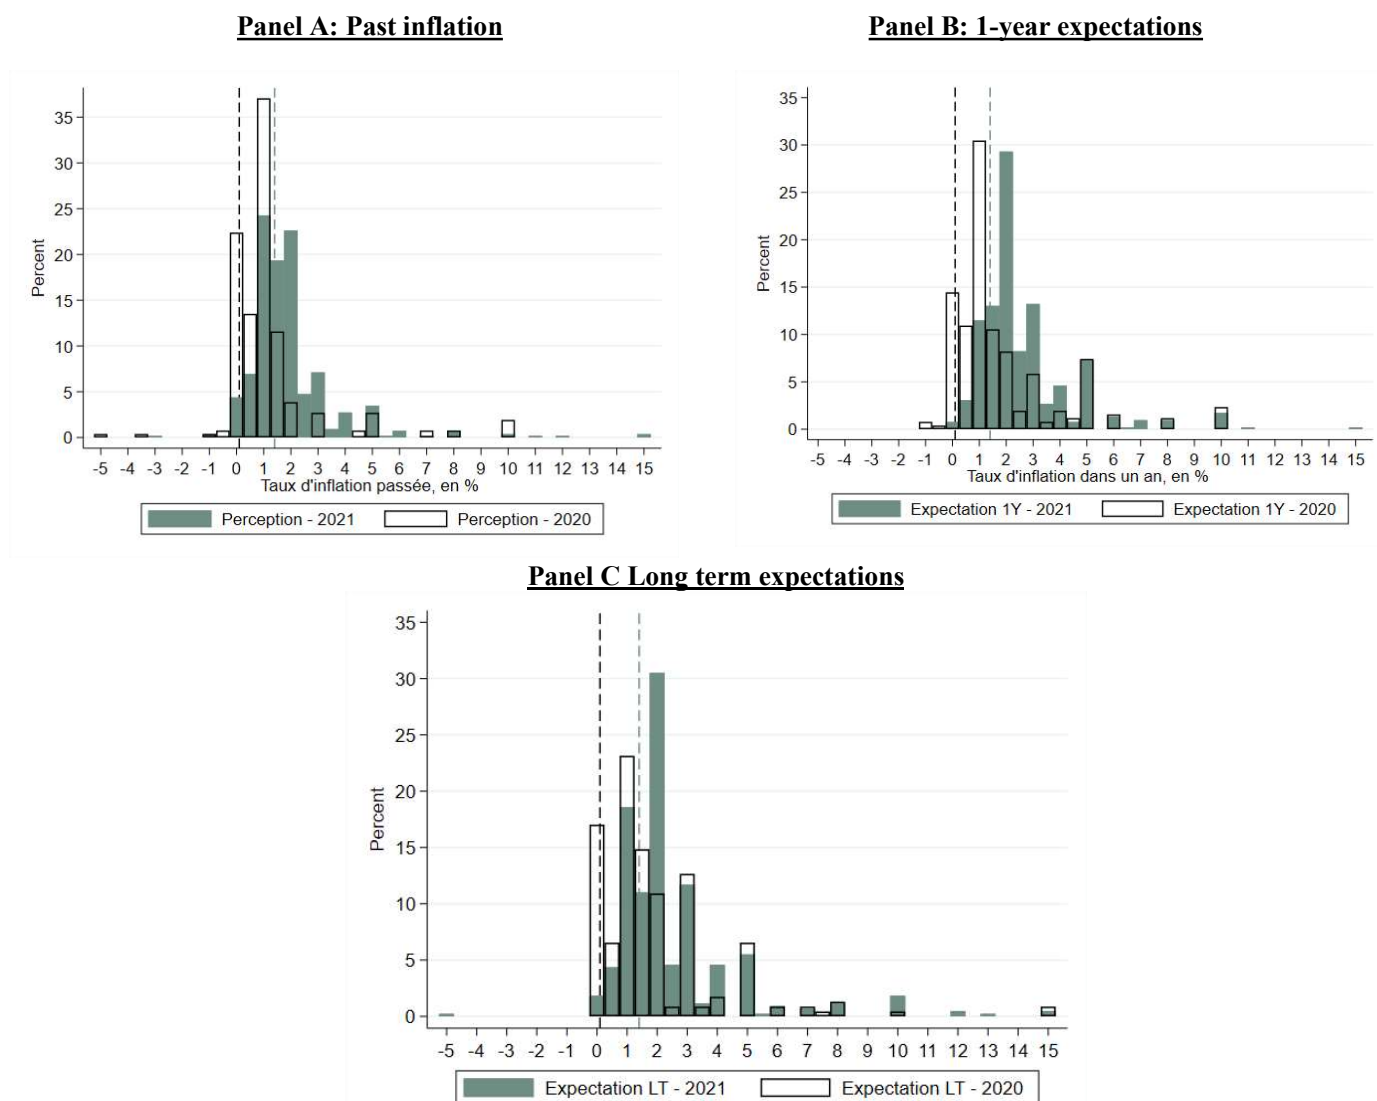 Panel A: Past inflation
Panel B: 1-year expectations
35
30
25
20
15
10
5
0
Percent
-5 -4 -3 -2 -1 0 1 2 3 4 5 6 7 8 9 10 11 12 13 14 15
Taux d'inflation passée, en %
Perception - 2021 Perception - 2020
35
30
25
20
15
10
5
0
Percent
-5 -4 -3 -2 -1 0 1 2 3 4 5 6 7 8 9 10 11 12 13 14 15
Taux d'inflation dans un an, en %
Expectation 1Y - 2021 Expectation 1Y - 2020
Panel C Long term expectations
35
30
25
20
15
10
5
0
Percent
-5 -4 -3 -2 -1 0 1 2 3 4 5 6 7 8 9 10 11 12 13 14 15
Expectation LT - 2021 Expectation LT - 2020